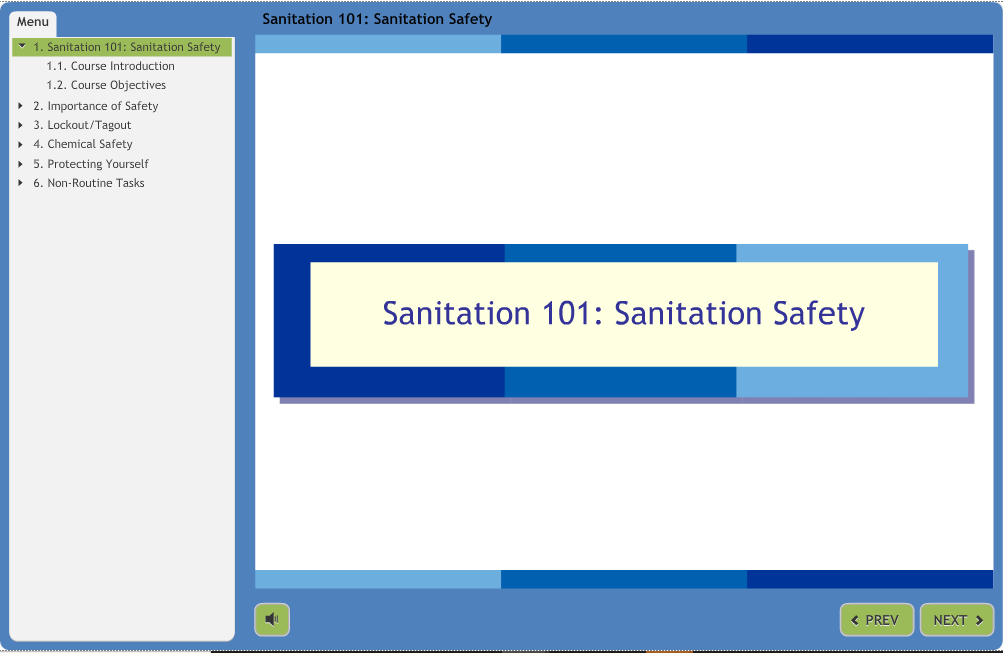 Menu
1. Sanitation 101: Sanitation Safety
1.1. Course Introduction
1.2. Course Objectives
2. Importance of Safety
3. Lockout/Tagout
4. Chemical Safety
5. Protecting Yourself
6. Non-Routine Tasks
Sanitation 101: Sanitation Safety
Sanitation 101: Sanitation Safety
PREV
NEXT